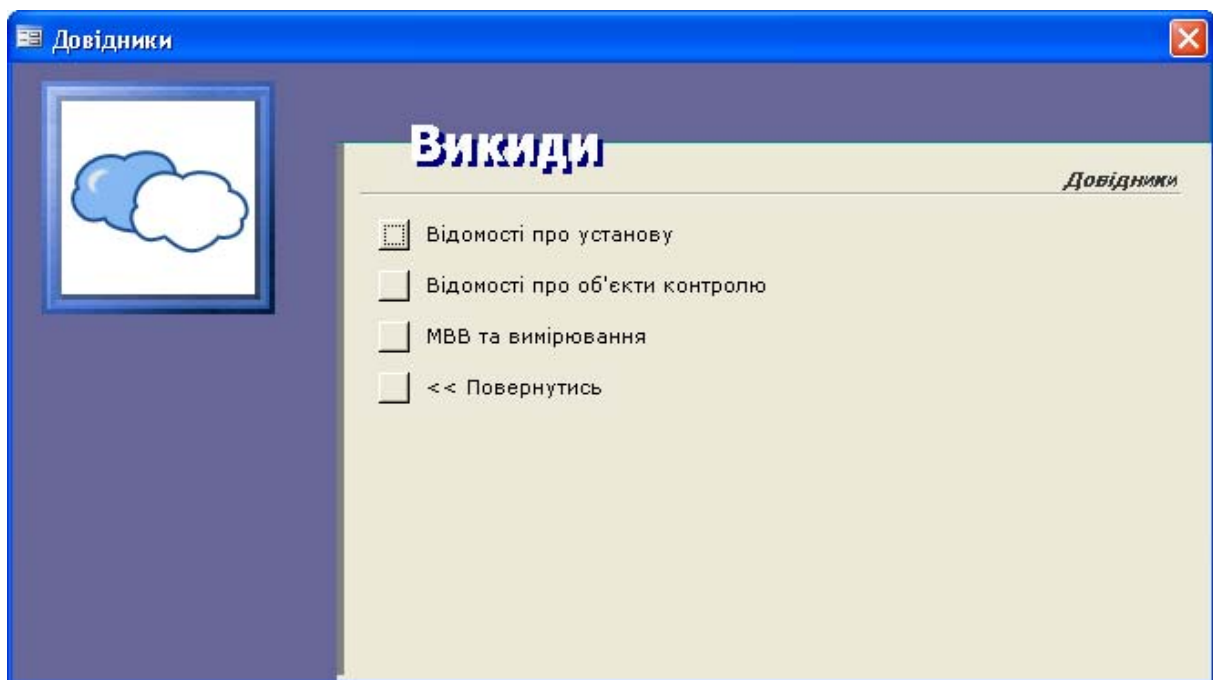 Довідники
Викиди
Довідники
Відомості про установу
Відомості про об'єкти контролю
МВВ та вимірювання
<< Повернутись